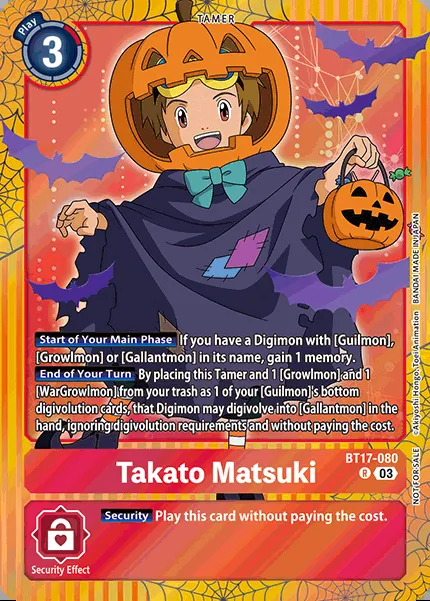 TAMER
Play
3
Start of Your Main Phase If you have a Digimon with [Guilmon],
[Growlmon] or [Gallantmon] in its name, gain 1 memory.
End of Your Turn By placing this Tamer and 1 [Growlmon] and 1
[WarGrowlmon] from your trash as 1 of your [Guilmon]'s bottom
digivolution cards, that Digimon may digivolve into [Gallantmon] in the
hand, ignoring digivolution requirements and without paying the cost.
©Akiyoshi Hongo, Toei Animation BANDAI MADE IN JAPAN
NOT FOR SALE
BT17-080
Takato Matsuki
R 03
Security Play this card without paying the cost.
Security Effect